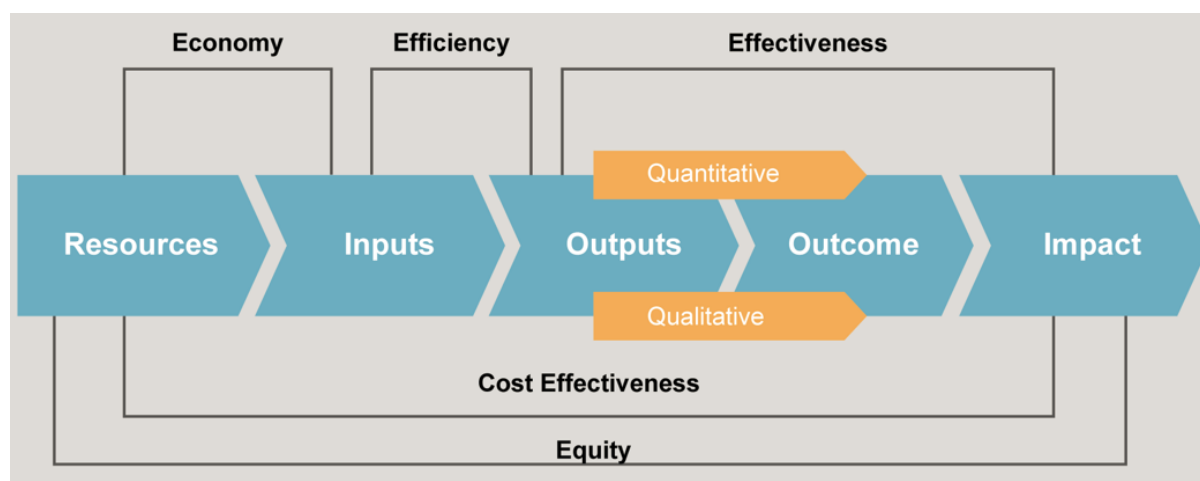 Economy
Efficiency
Effectiveness
Quantitative
Resources
Inputs
Outputs
Outcome
Impact
Qualitative
Cost Effectiveness
Equity